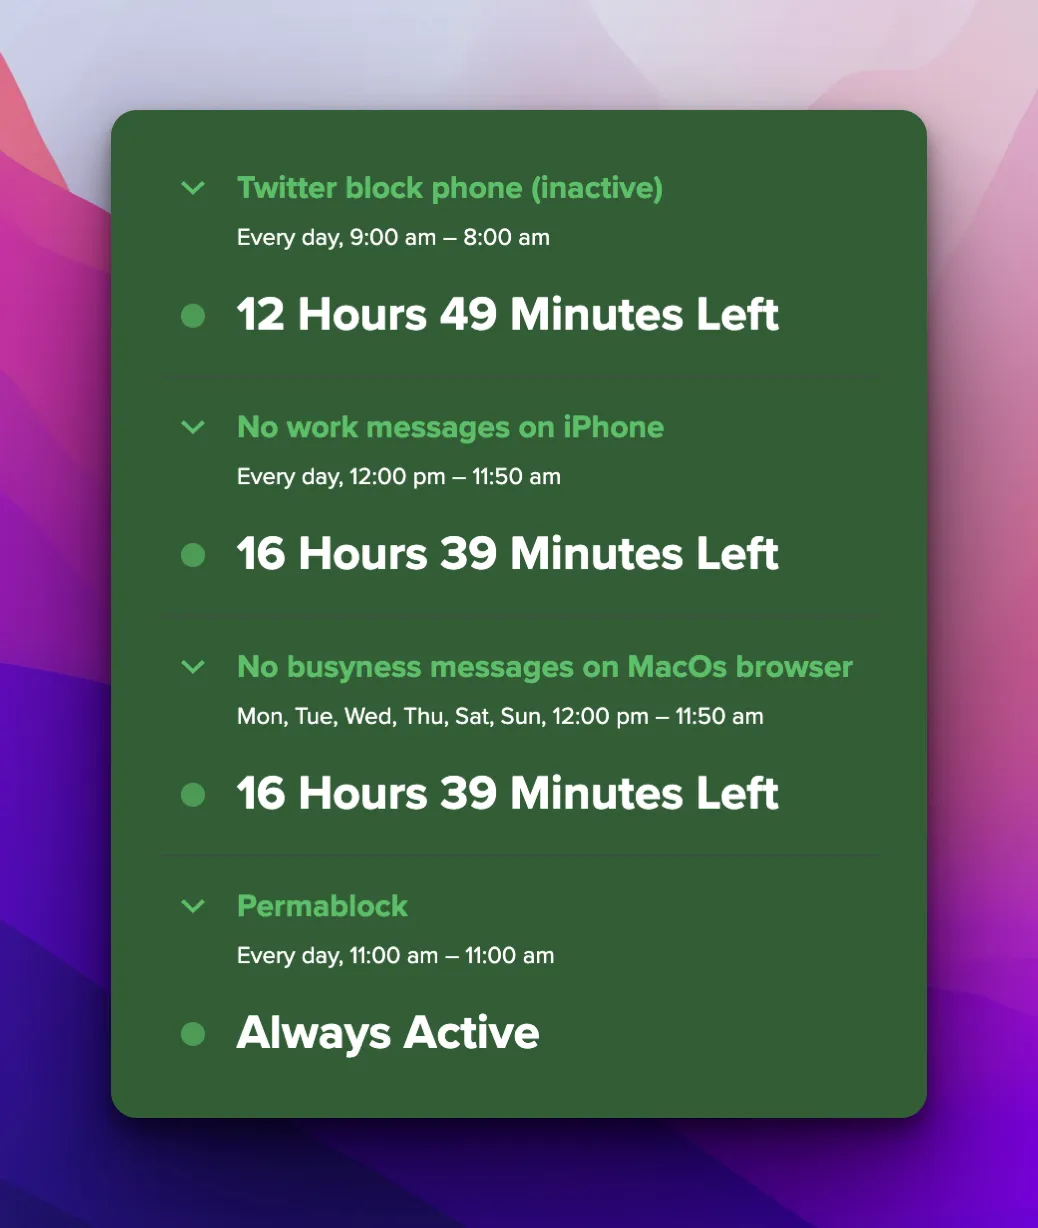 Twitter block phone (inactive)
Every day, 9:00 am – 8:00 am
12 Hours 49 Minutes Left
No work messages on iPhone
Every day, 12:00 pm – 11:50 am
16 Hours 39 Minutes Left
No busyness messages on MacOs browser
Mon, Tue, Wed, Thu, Sat, Sun, 12:00 pm – 11:50 am
16 Hours 39 Minutes Left
Permablock
Every day, 11:00 am – 11:00 am
Always Active